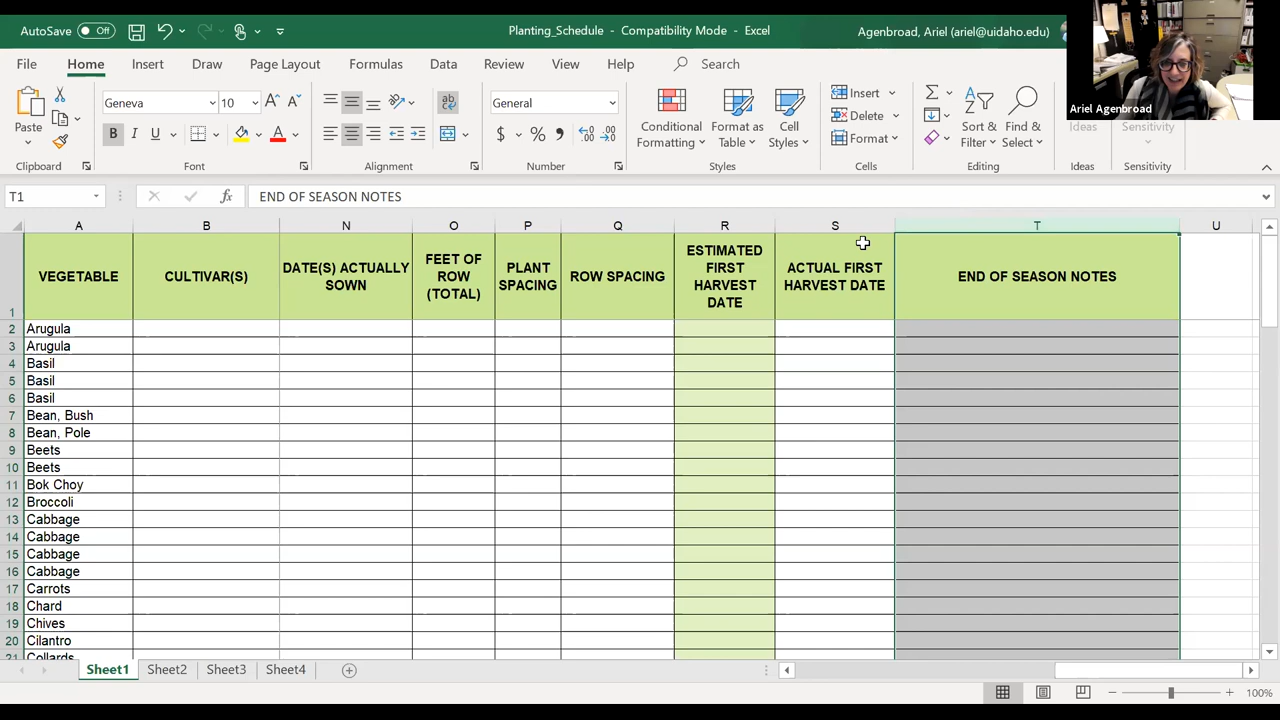 AutoSave Off
Planting_Schedule - Compatibility Mode - Excel
Agenbroad, Ariel (ariel@uidaho.edu)
File Home Insert Draw Page Layout Formulas Data Review View Help Search
Ariel Agenbroad
Paste
Geneva 10
B I U
General
$ % ,
Conditional Formatting
Format as Table
Cell Styles
Insert
Delete
Format
Sort & Filter
Find & Select
Ideas
Sensitivity
Clipboard Font Alignment Number Styles Cells Editing Ideas Sensitivity
T1 fx END OF SEASON NOTES
A B N O P Q R S T U
1 VEGETABLE
CULTIVAR(S)
DATE(S) ACTUALLY
SOWN
FEET OF
ROW
(TOTAL)
PLANT
SPACING
ROW SPACING
ESTIMATED
FIRST
HARVEST
DATE
ACTUAL FIRST
HARVEST DATE
END OF SEASON NOTES
2 Arugula
3 Arugula
4 Basil
5 Basil
6 Basil
7 Bean, Bush
8 Bean, Pole
9 Beets
10 Beets
11 Bok Choy
12 Broccoli
13 Cabbage
14 Cabbage
15 Cabbage
16 Cabbage
17 Carrots
18 Chard
19 Chives
20 Cilantro
21 Collards
Sheet1 Sheet2 Sheet3 Sheet4
100%